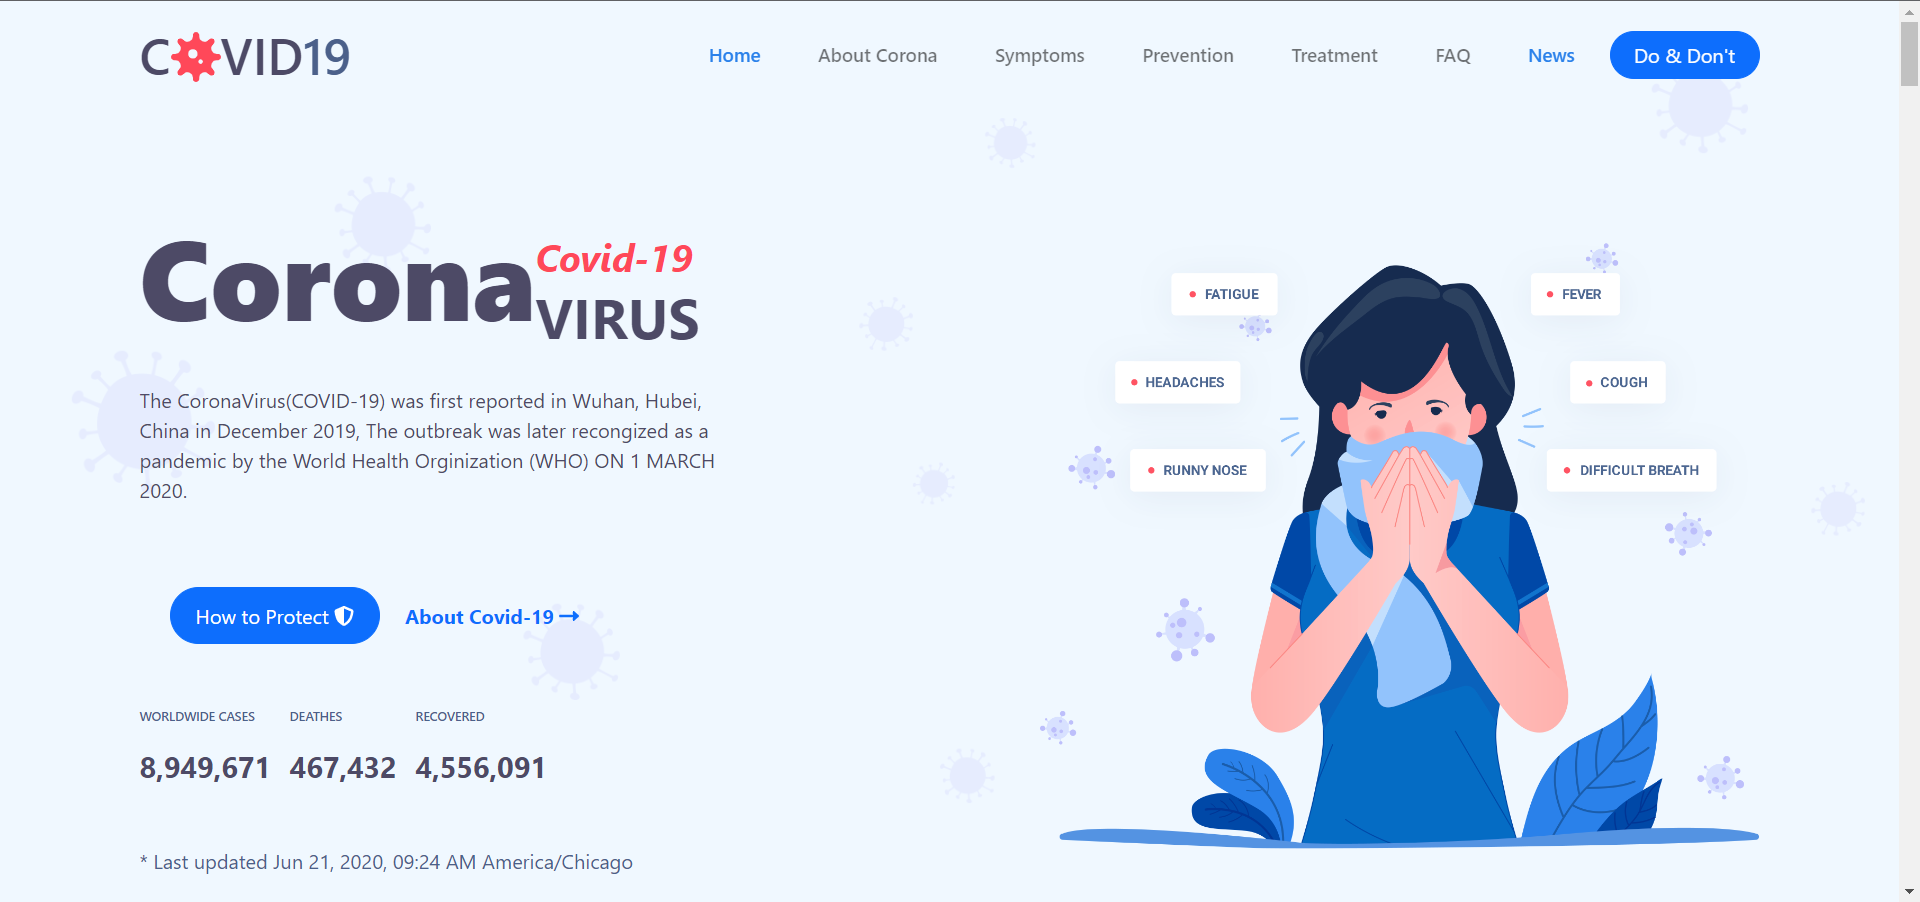 COVID19
Home About Corona Symptoms Prevention Treatment FAQ News Do & Don't
Corona Covid-19
VIRUS
The CoronaVirus(COVID-19) was first reported in Wuhan, Hubei,
China in December 2019, The outbreak was later recongized as a
pandemic by the World Health Orginization (WHO) ON 1 MARCH
2020.
How to Protect About Covid-19
WORLDWIDE CASES DEATHES RECOVERED
8,949,671 467,432 4,556,091
* Last updated Jun 21, 2020, 09:24 AM America/Chicago
FATIGUE
FEVER
HEADACHES
COUGH
RUNNY NOSE
DIFFICULT BREATH